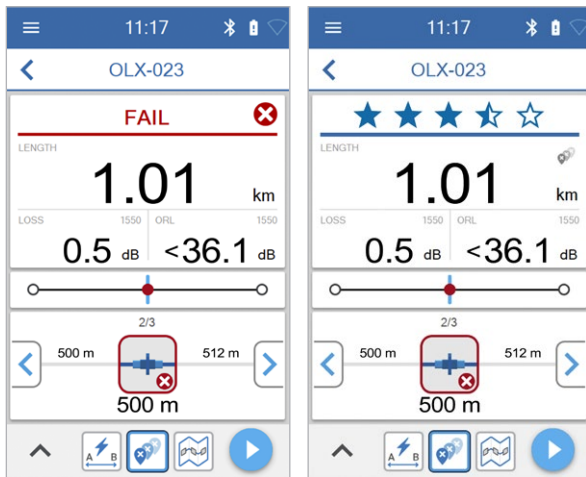 11:17
OLX-023
FAIL
LENGTH
1.01 km
LOSS 1550 ORL 1550
0.5 dB <36.1 dB
2/3
500 m 512 m
500 m
A B
11:17
OLX-023
LENGTH
1.01 km
LOSS 1550 ORL 1550
0.5 dB <36.1 dB
2/3
500 m 512 m
500 m
A B